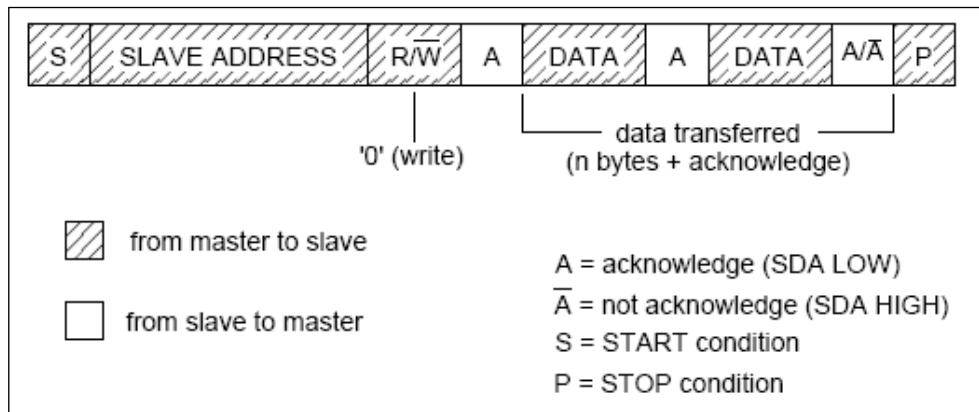 S SLAVE ADDRESS R/W̅ A DATA A DATA A/A̅ P
'0' (write)
data transferred
(n bytes + acknowledge)
from master to slave
from slave to master
A = acknowledge (SDA LOW)
A̅ = not acknowledge (SDA HIGH)
S = START condition
P = STOP condition